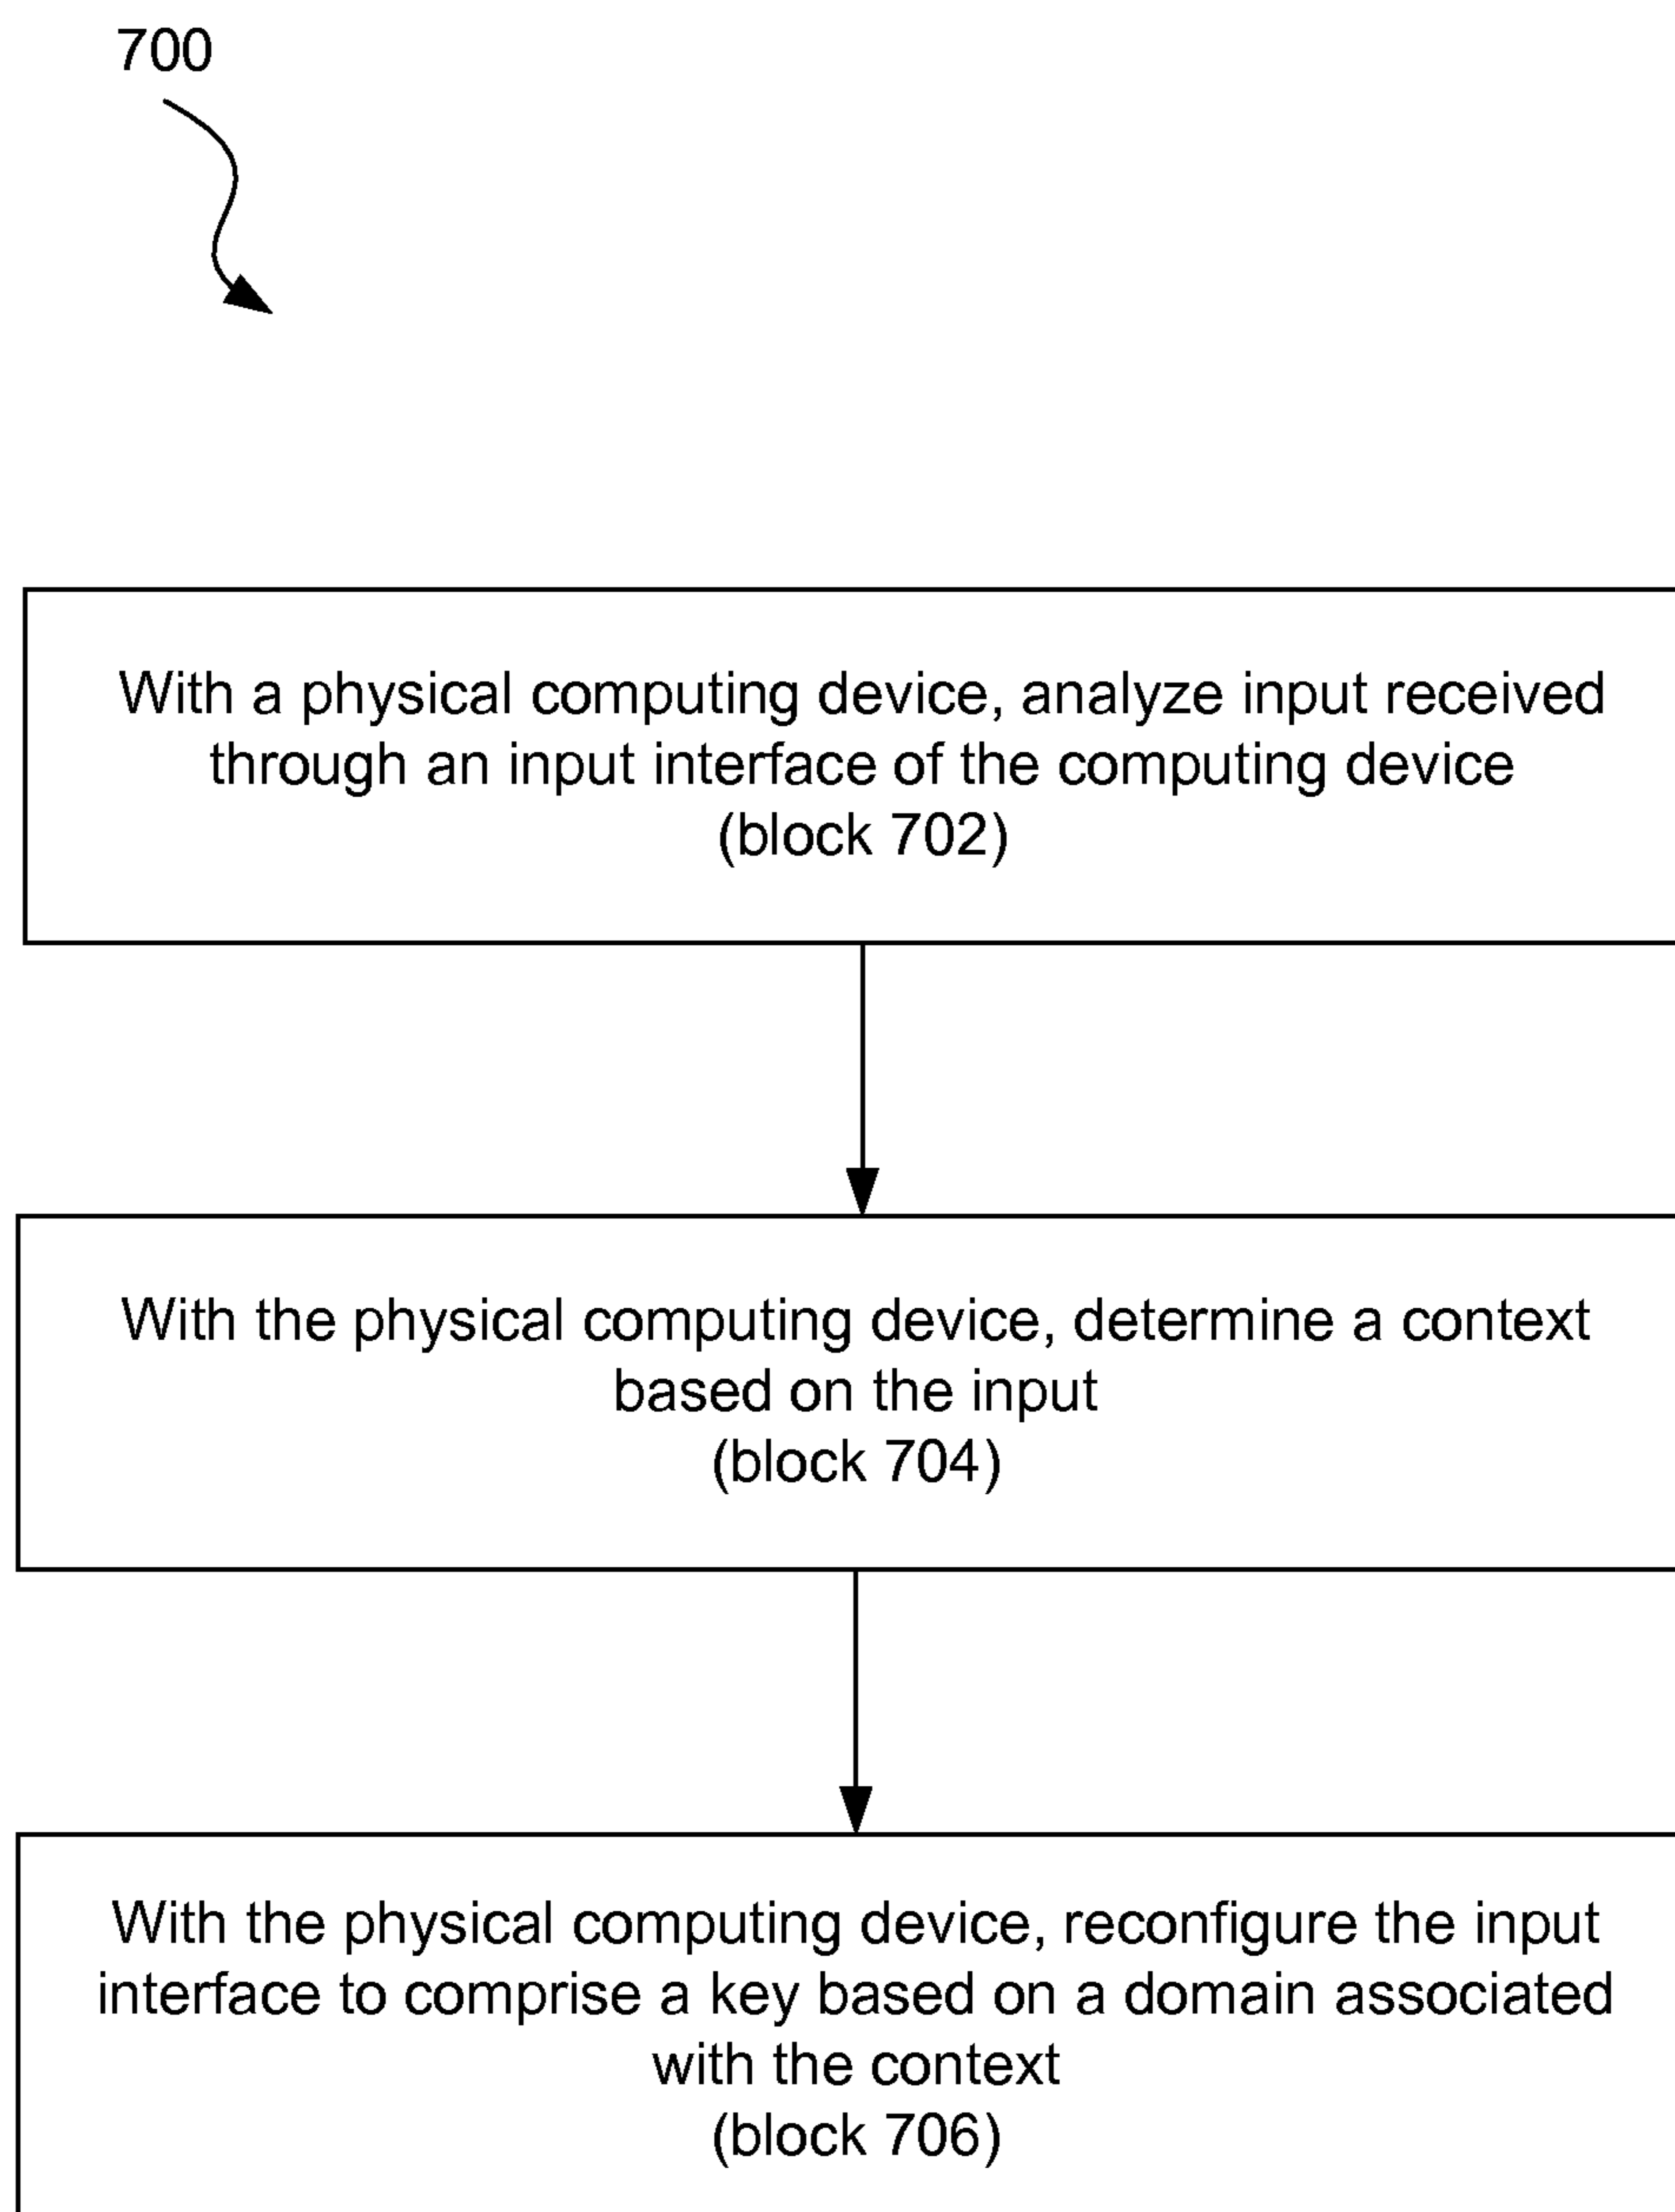 700
With a physical computing device, analyze input received
through an input interface of the computing device
(block 702)
With the physical computing device, determine a context
based on the input
(block 704)
With the physical computing device, reconfigure the input
interface to comprise a key based on a domain associated
with the context
(block 706)